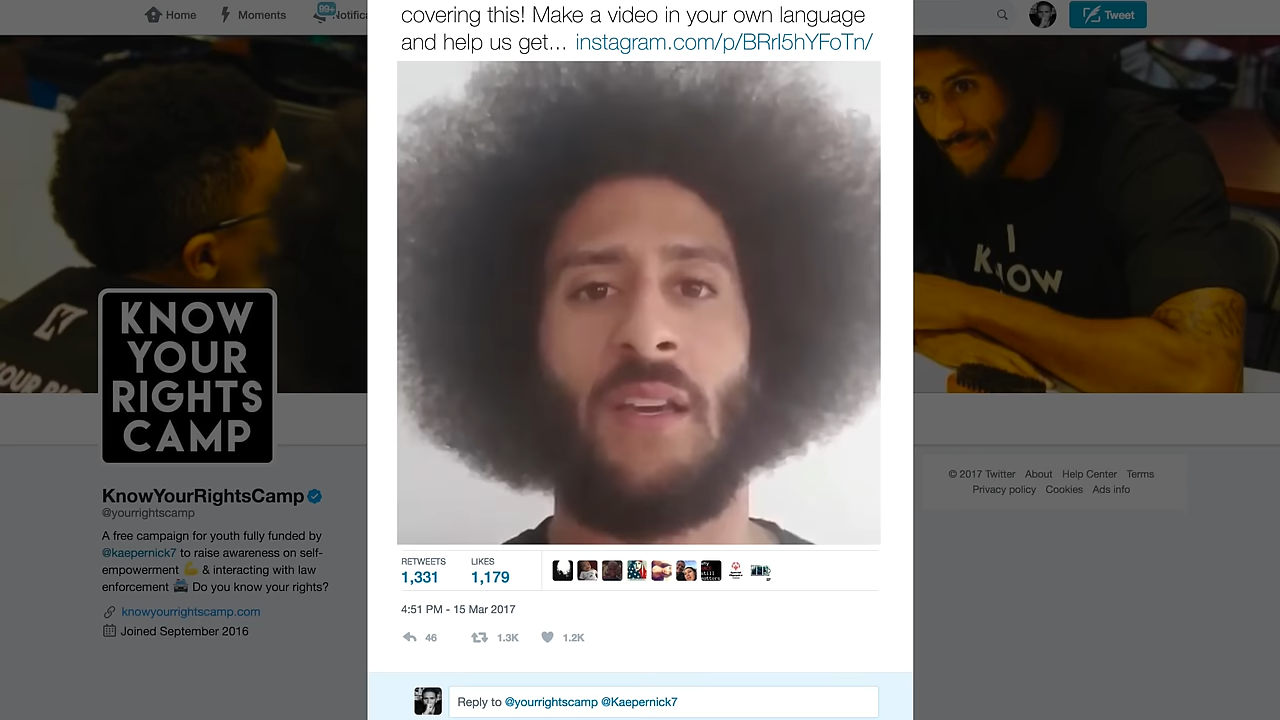 Home
Moments
99+
Notifica
Tweet
covering this! Make a video in your own language
and help us get... instagram.com/p/BRrI5hYFoTn/
I
KNOW
KNOW
YOUR
RIGHTS
CAMP
KnowYourRightsCamp
@yourrightscamp
A free campaign for youth fully funded by
@kaepernick7 to raise awareness on self-
empowerment 💪 & interacting with law
enforcement 🚔 Do you know your rights?
knowyourrightscamp.com
Joined September 2016
RETWEETS LIKES
1,331 1,179
4:51 PM - 15 Mar 2017
46 1.3K 1.2K
Reply to @yourrightscamp @Kaepernick7
© 2017 Twitter About Help Center Terms
Privacy policy Cookies Ads info